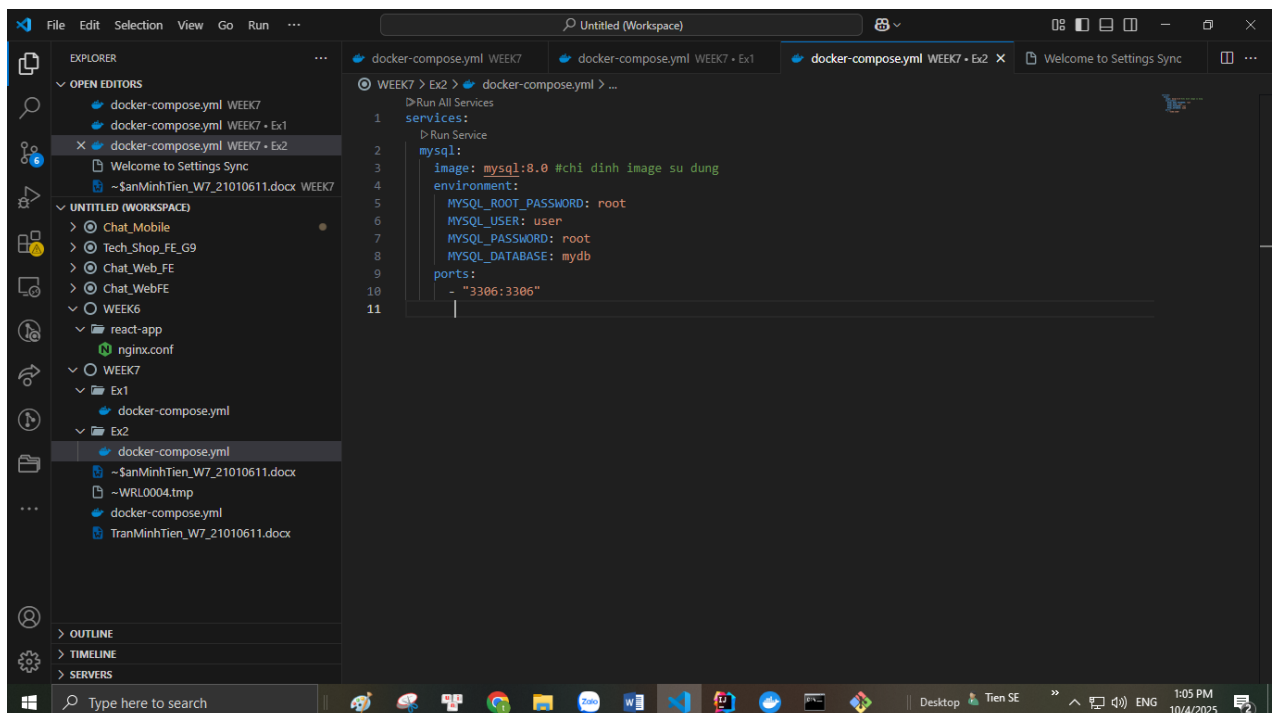 File Edit Selection View Go Run ···
Untitled (Workspace)
EXPLORER
OPEN EDITORS
docker-compose.yml WEEK7
docker-compose.yml WEEK7 • Ex1
docker-compose.yml WEEK7 • Ex2
Welcome to Settings Sync
~$anMinhTien_W7_21010611.docx WEEK7
UNTITLED (WORKSPACE)
Chat_Mobile
Tech_Shop_FE_G9
Chat_Web_FE
Chat_WebFE
WEEK6
react-app
nginx.conf
WEEK7
Ex1
docker-compose.yml
Ex2
docker-compose.yml
~$anMinhTien_W7_21010611.docx
~WRL0004.tmp
docker-compose.yml
TranMinhTien_W7_21010611.docx
OUTLINE
TIMELINE
SERVERS
6
docker-compose.yml WEEK7
docker-compose.yml WEEK7 • Ex1
docker-compose.yml WEEK7 • Ex2
Welcome to Settings Sync
WEEK7 > Ex2 > docker-compose.yml > ...
Run All Services
1 services:
Run Service
2 mysql:
3 image: mysql:8.0 #chi dinh image su dung
4 environment:
5 MYSQL_ROOT_PASSWORD: root
6 MYSQL_USER: user
7 MYSQL_PASSWORD: root
8 MYSQL_DATABASE: mydb
9 ports:
10 - "3306:3306"
11
Type here to search
Zalo
Desktop
Tien SE
ENG
1:05 PM
10/4/2025
2